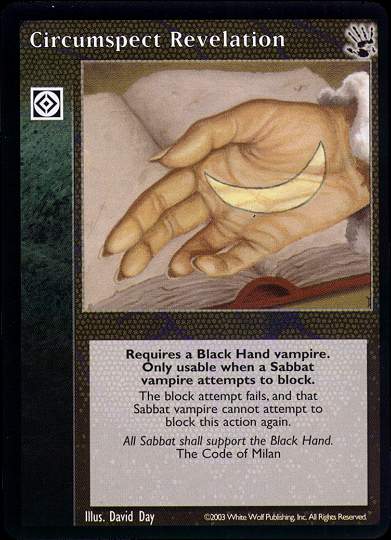 Circumspect Revelation
Requires a Black Hand vampire.
Only usable when a Sabbat
vampire attempts to block.
The block attempt fails, and that
Sabbat vampire cannot attempt to
block this action again.
All Sabbat shall support the Black Hand.
The Code of Milan
Illus. David Day
©2003 White Wolf Publishing, Inc. All Rights Reserved.